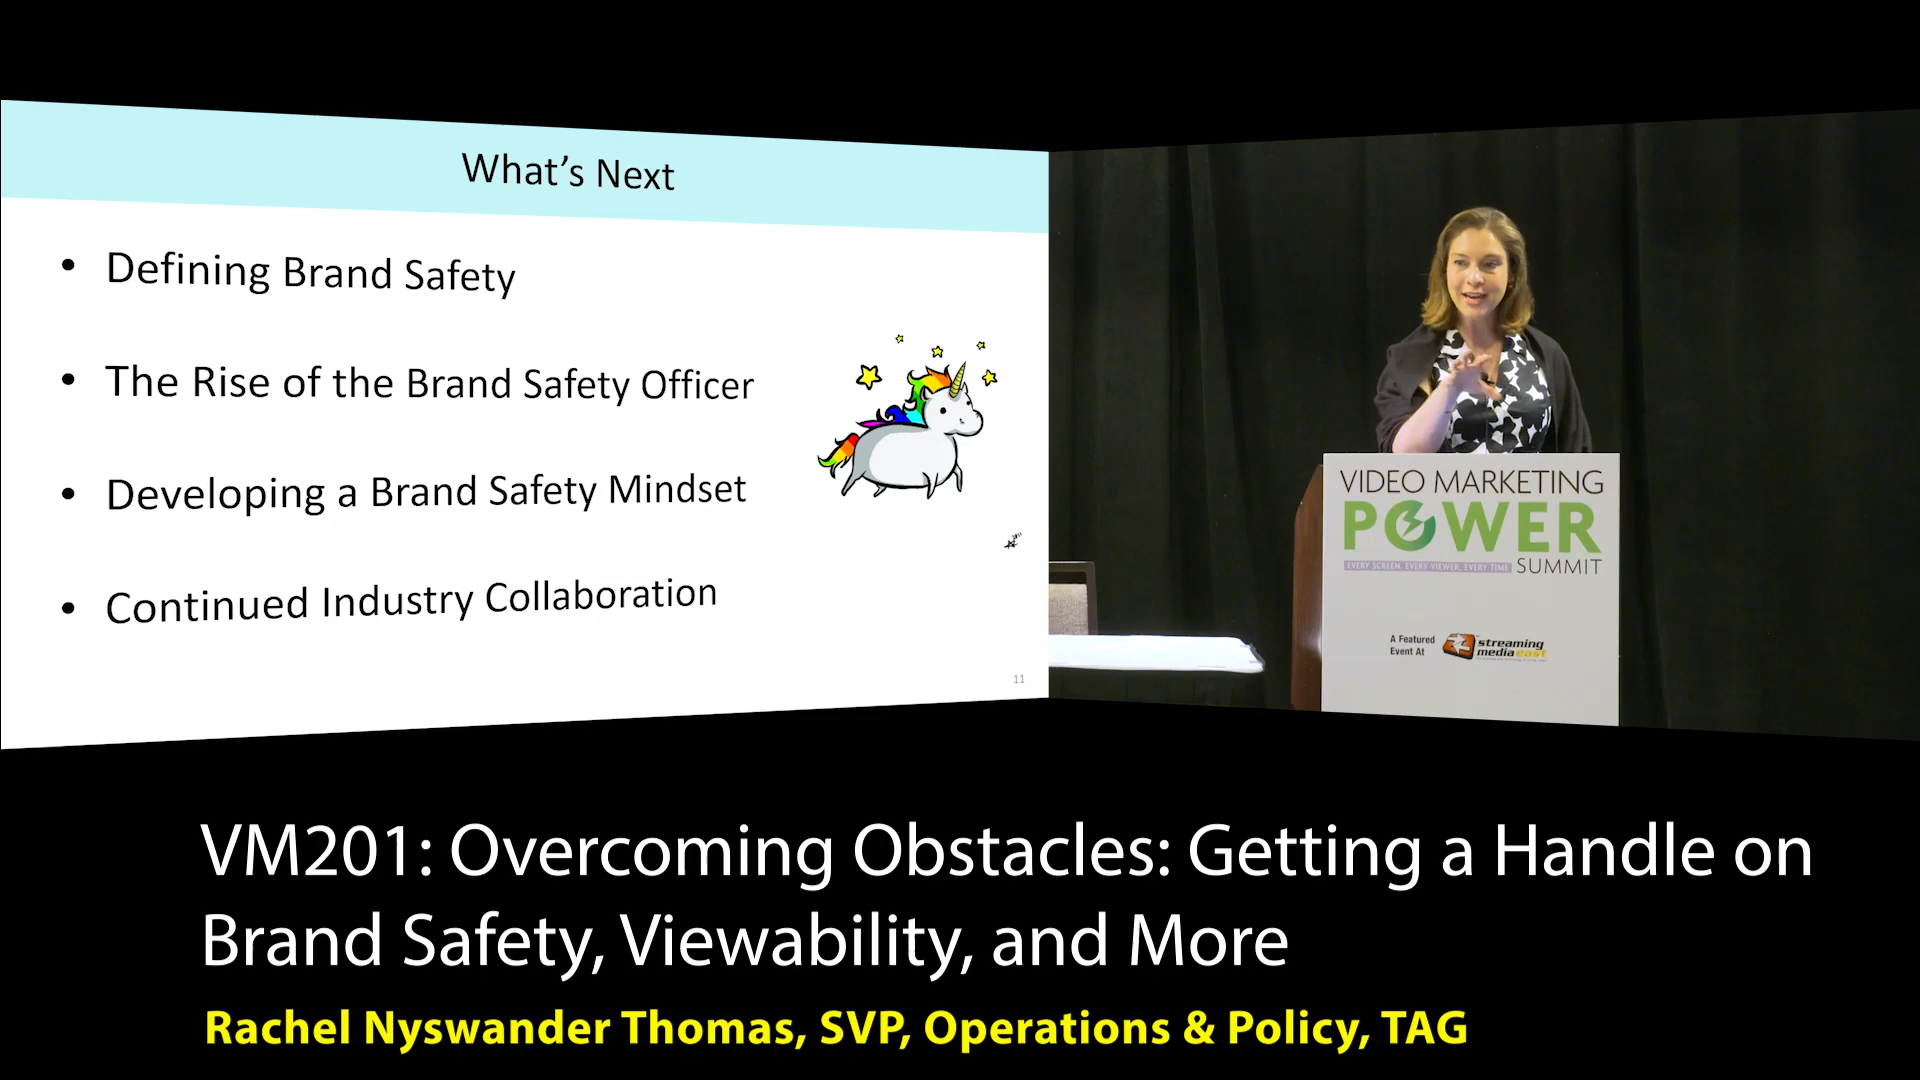 What's Next
• Defining Brand Safety
• The Rise of the Brand Safety Officer
• Developing a Brand Safety Mindset
• Continued Industry Collaboration
11
VIDEO MARKETING
POWER
EVERY SCREEN. EVERY VIEWER, EVERY TIME SUMMIT
A Featured
Event At
streaming
media east
VM201: Overcoming Obstacles: Getting a Handle on
Brand Safety, Viewability, and More
Rachel Nyswander Thomas, SVP, Operations & Policy, TAG